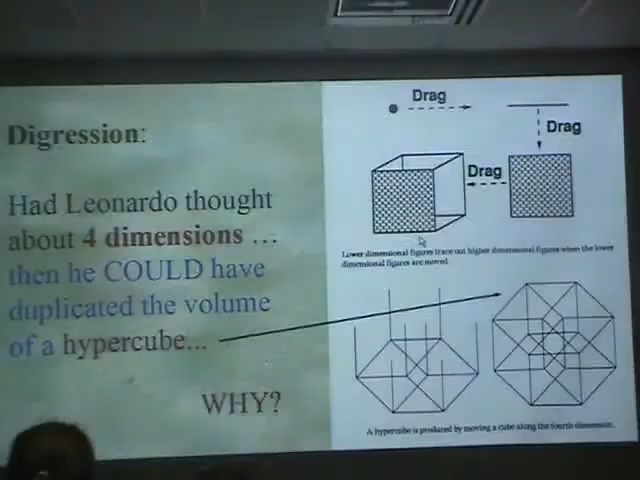 Digression:
Had Leonardo thought
about 4 dimensions ...
then he COULD have
duplicated the volume
of a hypercube...
WHY?
Drag
Drag
Drag
Lower dimensional figures trace out higher dimensional figures when the lower
dimensional figures are moved.
A hypercube is produced by moving a cube along the fourth dimension.